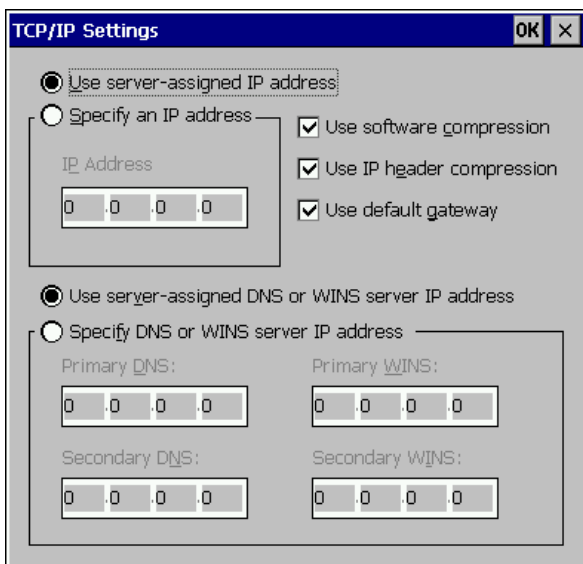 TCP/IP Settings OK ×
Use server-assigned IP address
Specify an IP address
IP Address
0 .0 .0 .0
Use software compression
Use IP header compression
Use default gateway
Use server-assigned DNS or WINS server IP address
Specify DNS or WINS server IP address
Primary DNS: Primary WINS:
0 .0 .0 .0 0 .0 .0 .0
Secondary DNS: Secondary WINS:
0 .0 .0 .0 0 .0 .0 .0